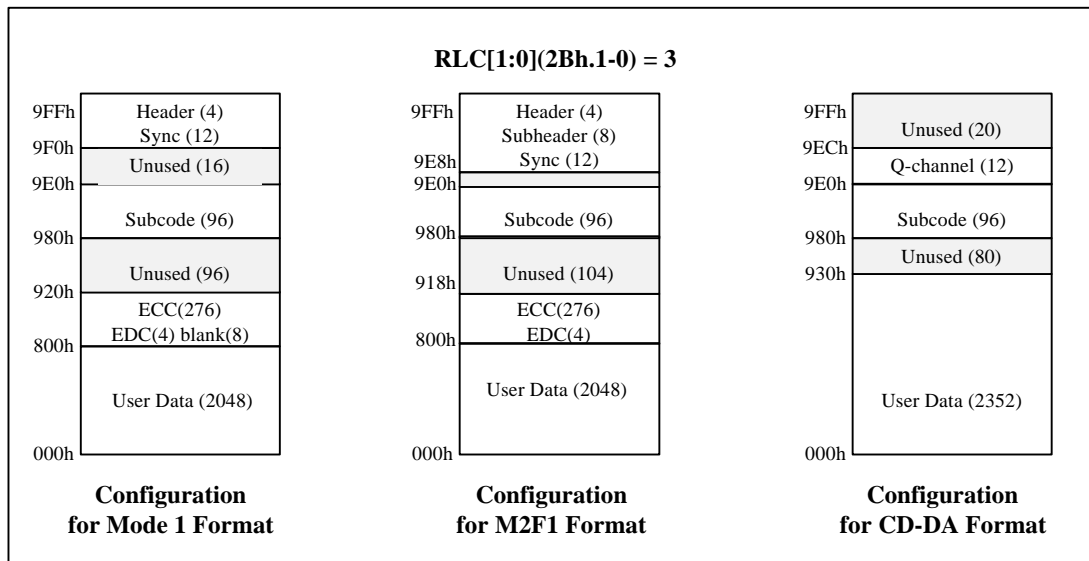 RLC[1:0](2Bh.1-0) = 3
9FFh
Header (4)
Sync (12)
9F0h
Unused (16)
9E0h
Subcode (96)
980h
Unused (96)
920h
ECC(276)
EDC(4) blank(8)
800h
User Data (2048)
000h
Configuration
for Mode 1 Format
Header (4)
Subheader (8)
9E8h
Sync (12)
9E0h
Subcode (96)
980h
Unused (104)
918h
ECC(276)
800h
EDC(4)
User Data (2048)
000h
Configuration
for M2F1 Format
9FFh
Unused (20)
9ECh
Q-channel (12)
9E0h
Subcode (96)
980h
Unused (80)
930h
User Data (2352)
000h
Configuration
for CD-DA Format